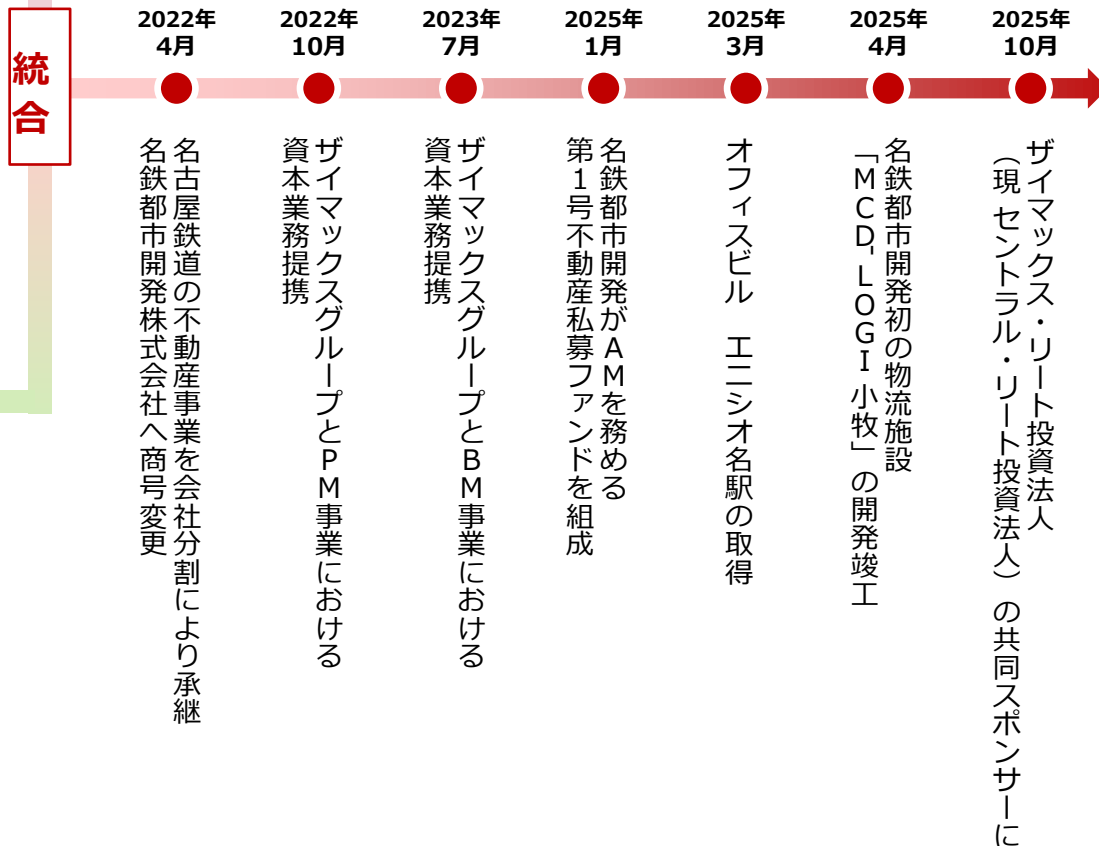 統合
2022年
4月
2022年
10月
2023年
7月
2025年
1月
2025年
3月
2025年
4月
2025年
10月
名古屋鉄道の不動産事業を会社分割により承継
名鉄都市開発株式会社へ商号変更
ザイマックスグループとPM事業における
資本業務提携
ザイマックスグループとBM事業における
資本業務提携
名鉄都市開発がAMを務める
第1号不動産私募ファンドを組成
オフィスビル エニシオ名駅の取得
名鉄都市開発初の物流施設
「MCD-LOGI小牧」の開発竣工
ザイマックス・リート投資法人
（現 セントラル・リート投資法人）の共同スポンサーに